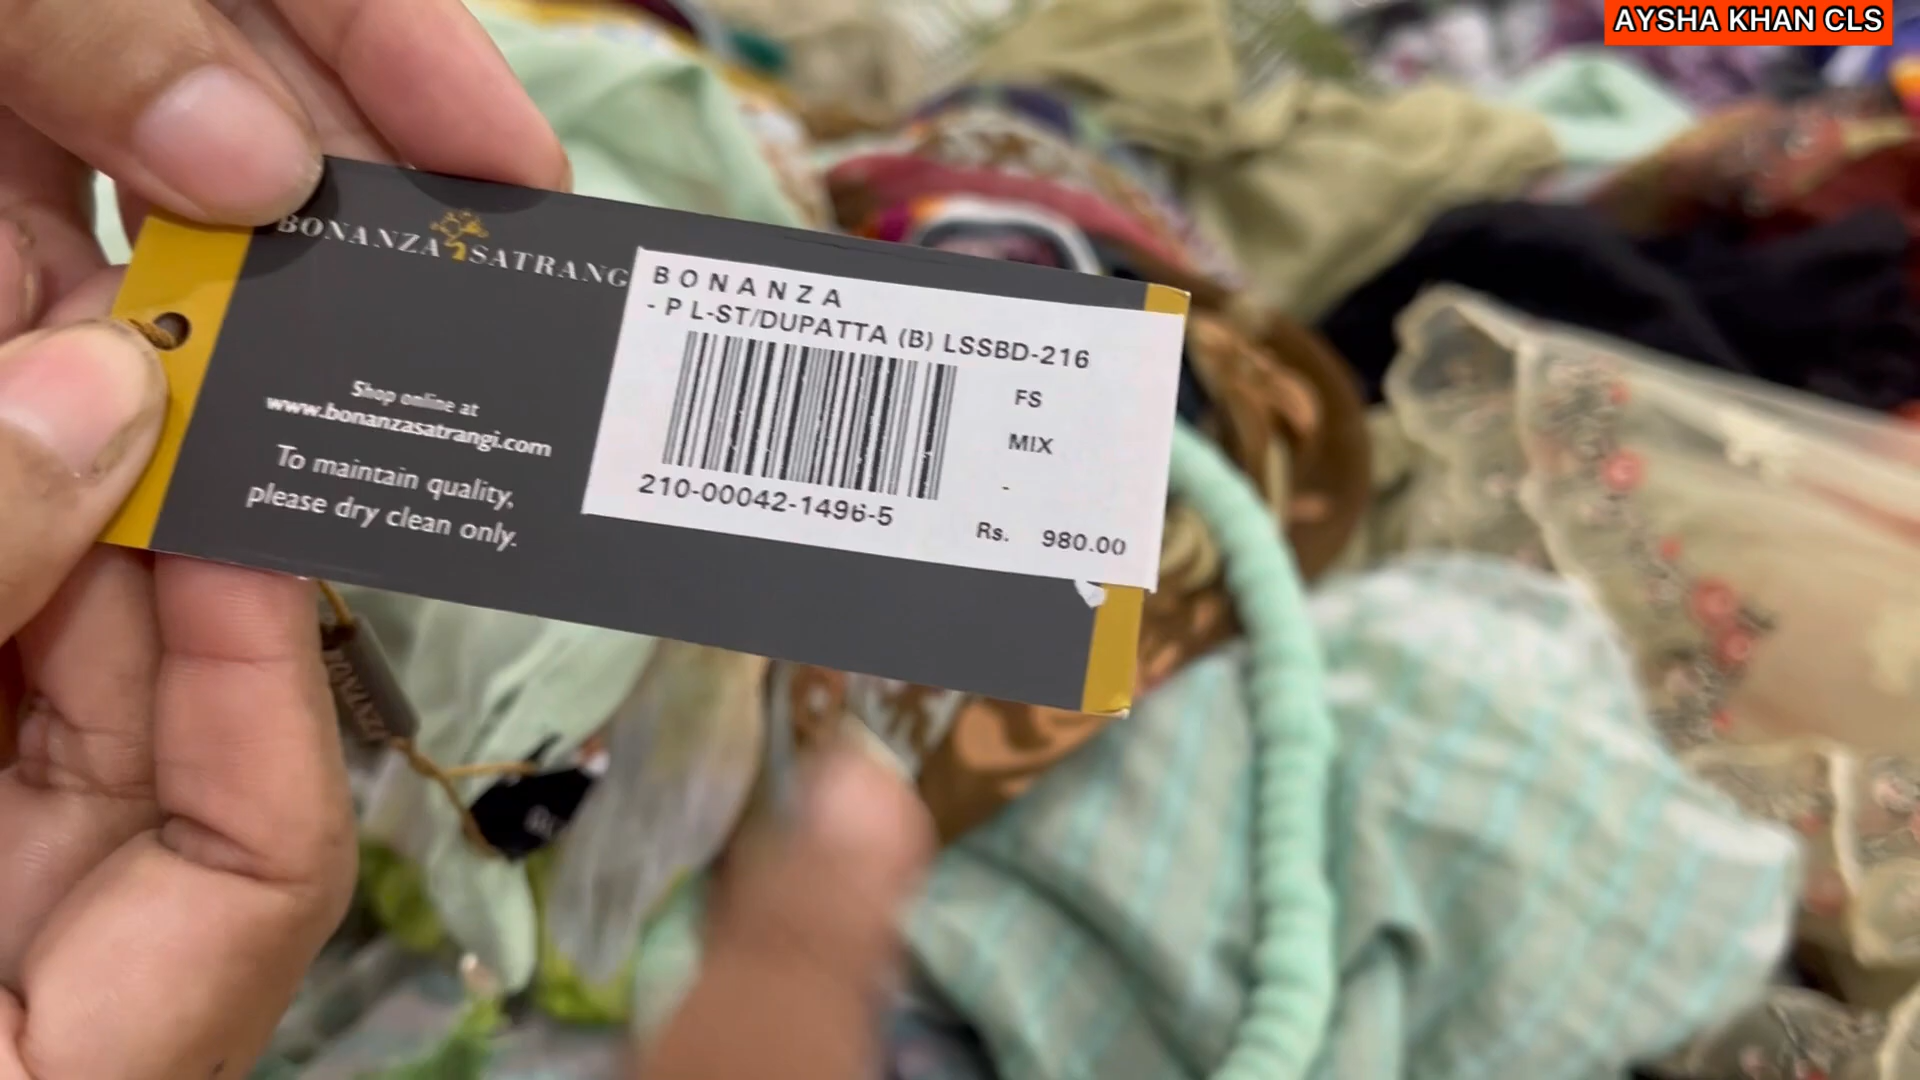 AYSHA KHAN CLS
BONANZA SATRANGI
Shop online at
www.bonanzasatrangi.com
To maintain quality,
please dry clean only.
BONANZA
- P L-ST/DUPATTA (B) LSSBD-216
FS
MIX
-
210-00042-1496-5
Rs. 980.00